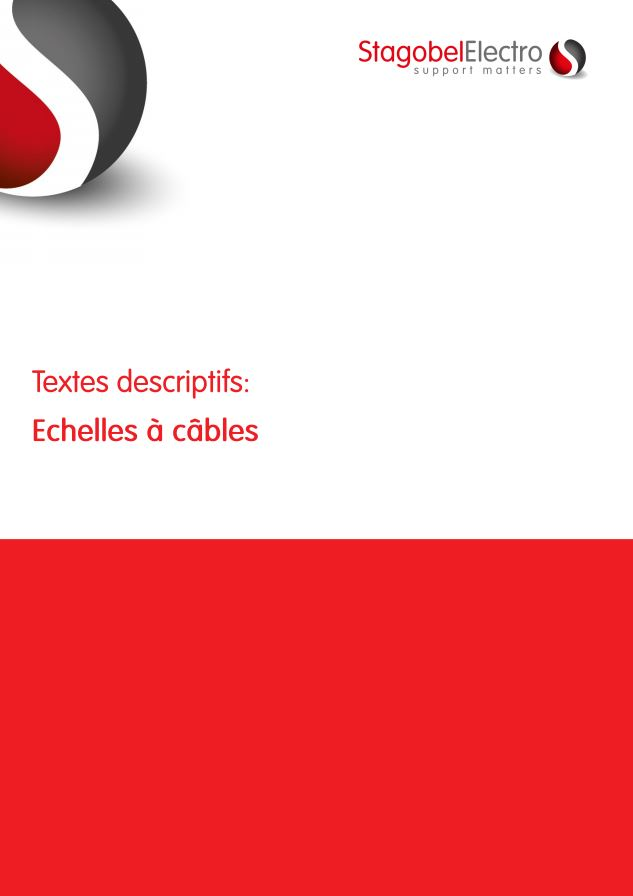 StagobelElectro
support matters
Textes descriptifs:
Echelles à câbles